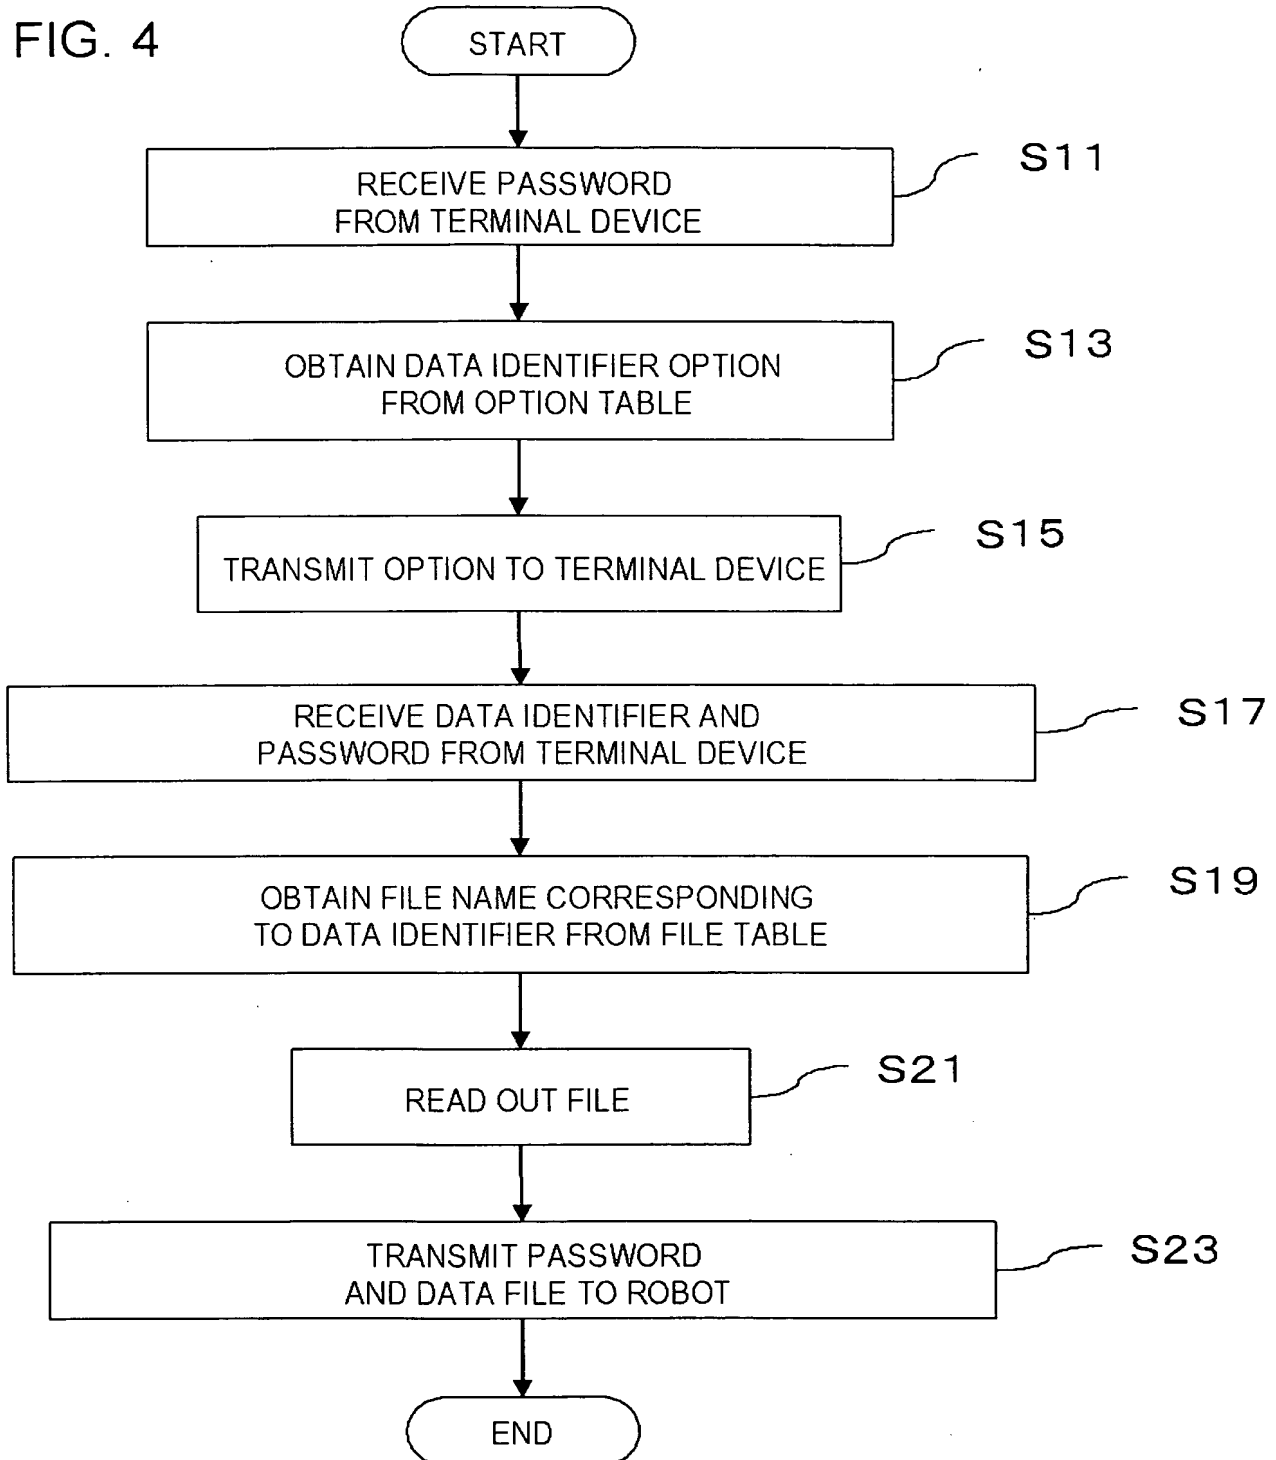 FIG. 4
START
RECEIVE PASSWORD
FROM TERMINAL DEVICE
S11
OBTAIN DATA IDENTIFIER OPTION
FROM OPTION TABLE
S13
TRANSMIT OPTION TO TERMINAL DEVICE
S15
RECEIVE DATA IDENTIFIER AND
PASSWORD FROM TERMINAL DEVICE
S17
OBTAIN FILE NAME CORRESPONDING
TO DATA IDENTIFIER FROM FILE TABLE
S19
READ OUT FILE
S21
TRANSMIT PASSWORD
AND DATA FILE TO ROBOT
S23
END